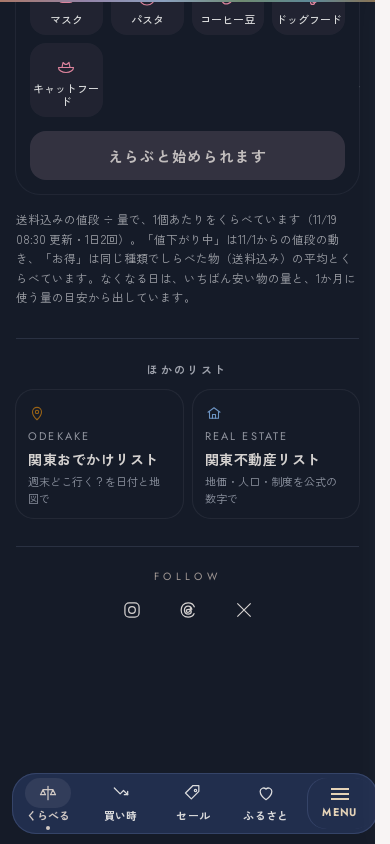 マスク
パスタ
コーヒー豆
ドッグフード
キャットフー
ド
えらぶと始められます
送料込みの値段 ÷ 量で、1個あたりをくらべています（11/19
08:30 更新・1日2回）。「値下がり中」は11/1からの値段の動
き、「お得」は同じ種類でしらべた物（送料込み）の平均とく
らべています。なくなる日は、いちばん安い物の量と、1か月に
使う量の目安から出しています。
ほかのリスト
ODEKAKE
関東おでかけリスト
週末どこ行く？を日付と地
図で
REAL ESTATE
関東不動産リスト
地価・人口・制度を公式の
数字で
FOLLOW
くらべる
買い時
セール
ふるさと
MENU